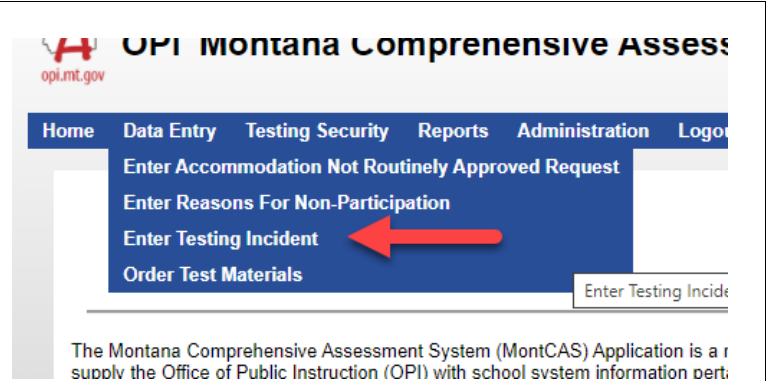 OPI Montana Comprehensive Assess
opi.mt.gov
Home Data Entry Testing Security Reports Administration Logou
Enter Accommodation Not Routinely Approved Request
Enter Reasons For Non-Participation
Enter Testing Incident
Order Test Materials
Enter Testing Incide
The Montana Comprehensive Assessment System (MontCAS) Application is a r
supply the Office of Public Instruction (OPI) with school system information perta